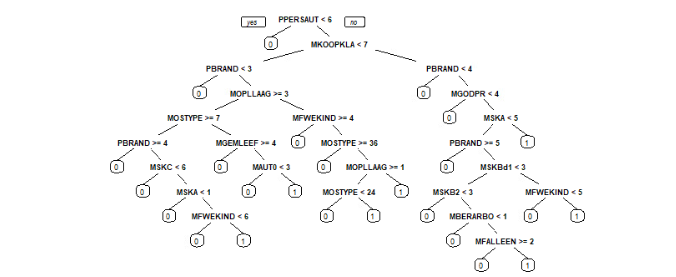 yes PPERSAUT < 6 no
0 MKOOPKLA < 7
PBRAND < 3 PBRAND < 4
0 MOPLLAAG >= 3 0 MGODPR < 4
MOSTYPE >= 7 MFWEKIND >= 4 0 MSKA < 5
PBRAND >= 4 MGEMLEEF >= 4 0 MOSTYPE >= 36 PBRAND >= 5 1
0 MSKC < 6 0 MAUT0 < 3 0 MOPLLAAG >= 1 0 MSKBd1 < 3
0 MSKA < 1 0 1 MOSTYPE < 24 1 MSKB2 < 3 MFWEKIND < 5
0 MFWEKIND < 6 0 1 0 MBERARBO < 1 0 1
0 1 0 MFALLEEN >= 2
0 1